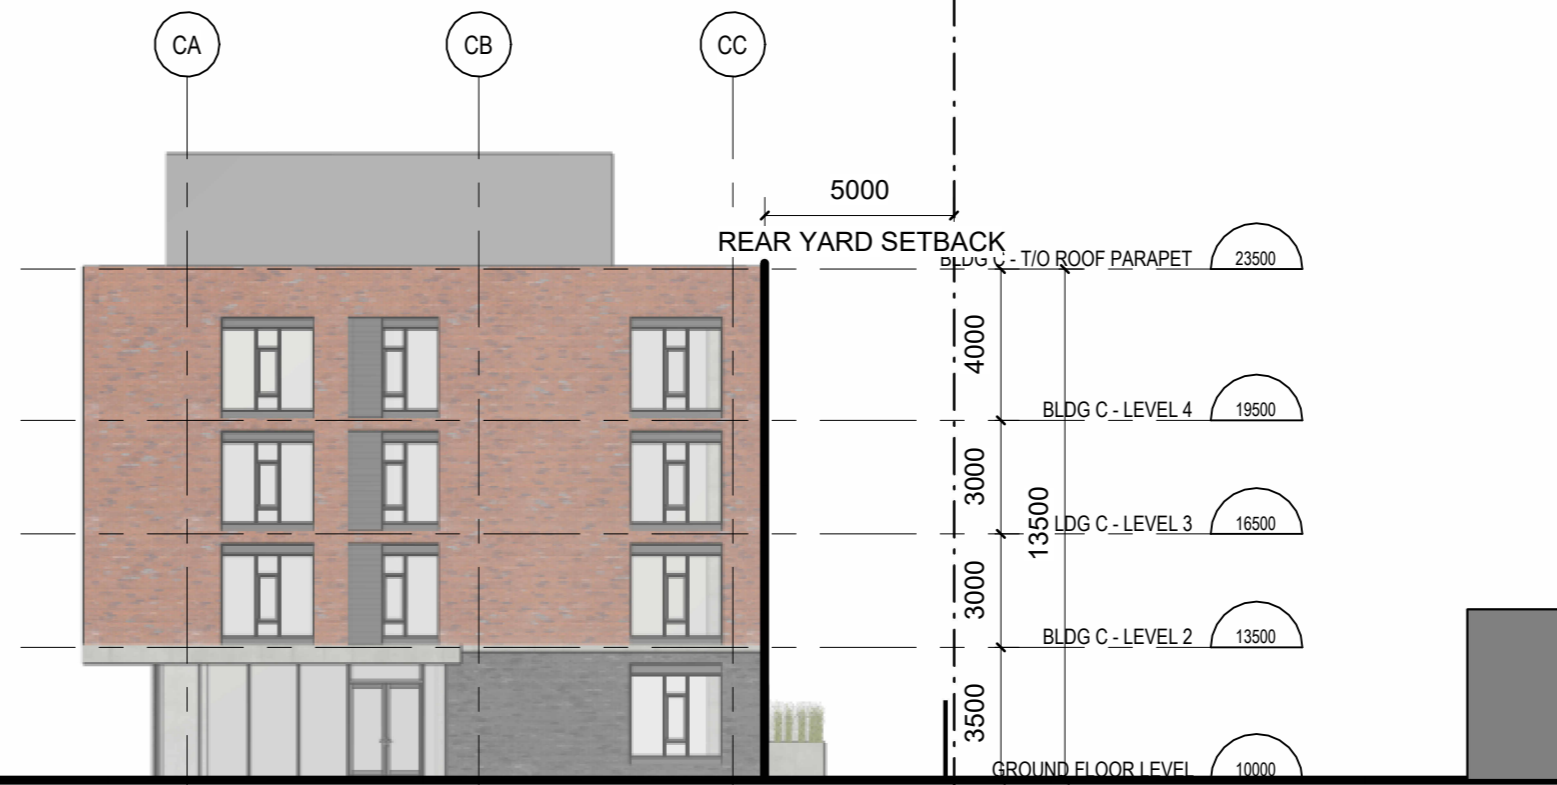 CA
CB
CC
5000
REAR YARD SETBACK
BLDG C - T/O ROOF PARAPET 23500
4000
BLDG C - LEVEL 4 19500
3000
13500
LDG C - LEVEL 3 16500
3000
BLDG C - LEVEL 2 13500
3500
GROUND FLOOR LEVEL 10000